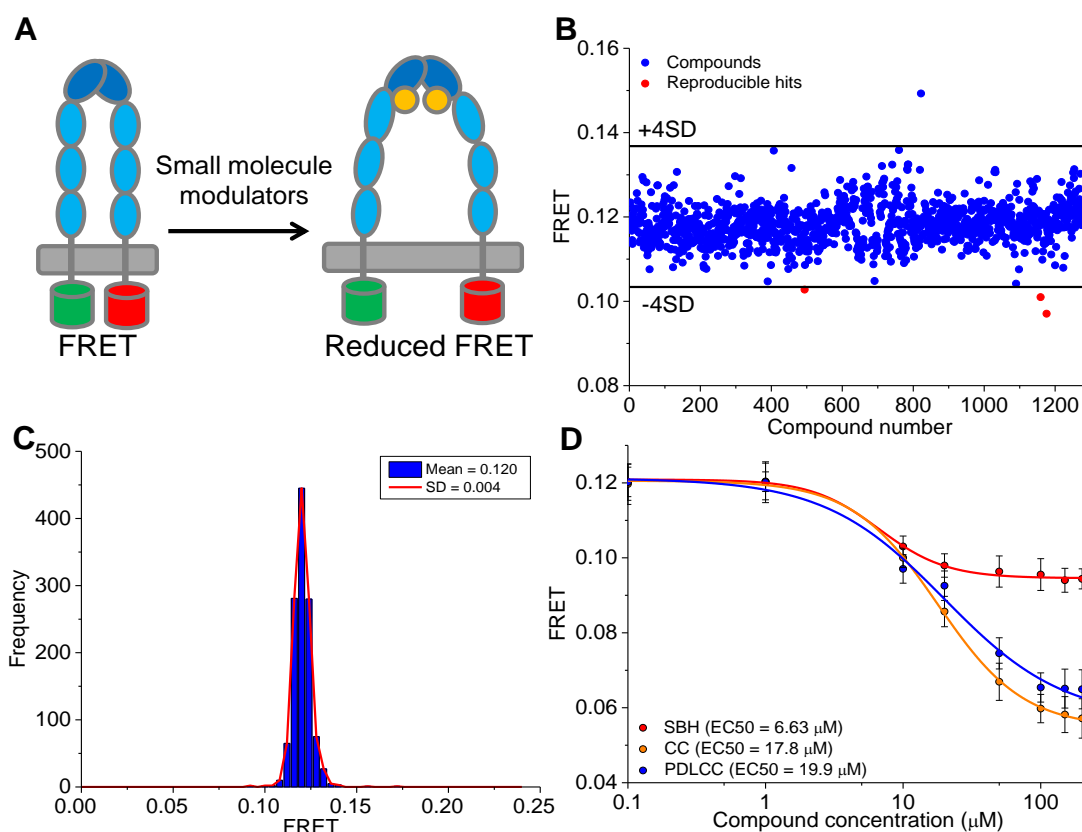 A
Small molecule
modulators
FRET
Reduced FRET
B
0.16
0.14
0.12
0.10
0.08
FRET
Compounds
Reproducible hits
+4SD
-4SD
0 200 400 600 800 1000 1200
Compound number
C
500
400
300
200
100
0
Frequency
Mean = 0.120
SD = 0.004
0.00 0.05 0.10 0.15 0.20 0.25
FRET
D
0.12
0.10
0.08
0.06
0.04
FRET
SBH (EC50 = 6.63 μM)
CC (EC50 = 17.8 μM)
PDLCC (EC50 = 19.9 μM)
0.1 1 10 100
Compound concentration (μM)